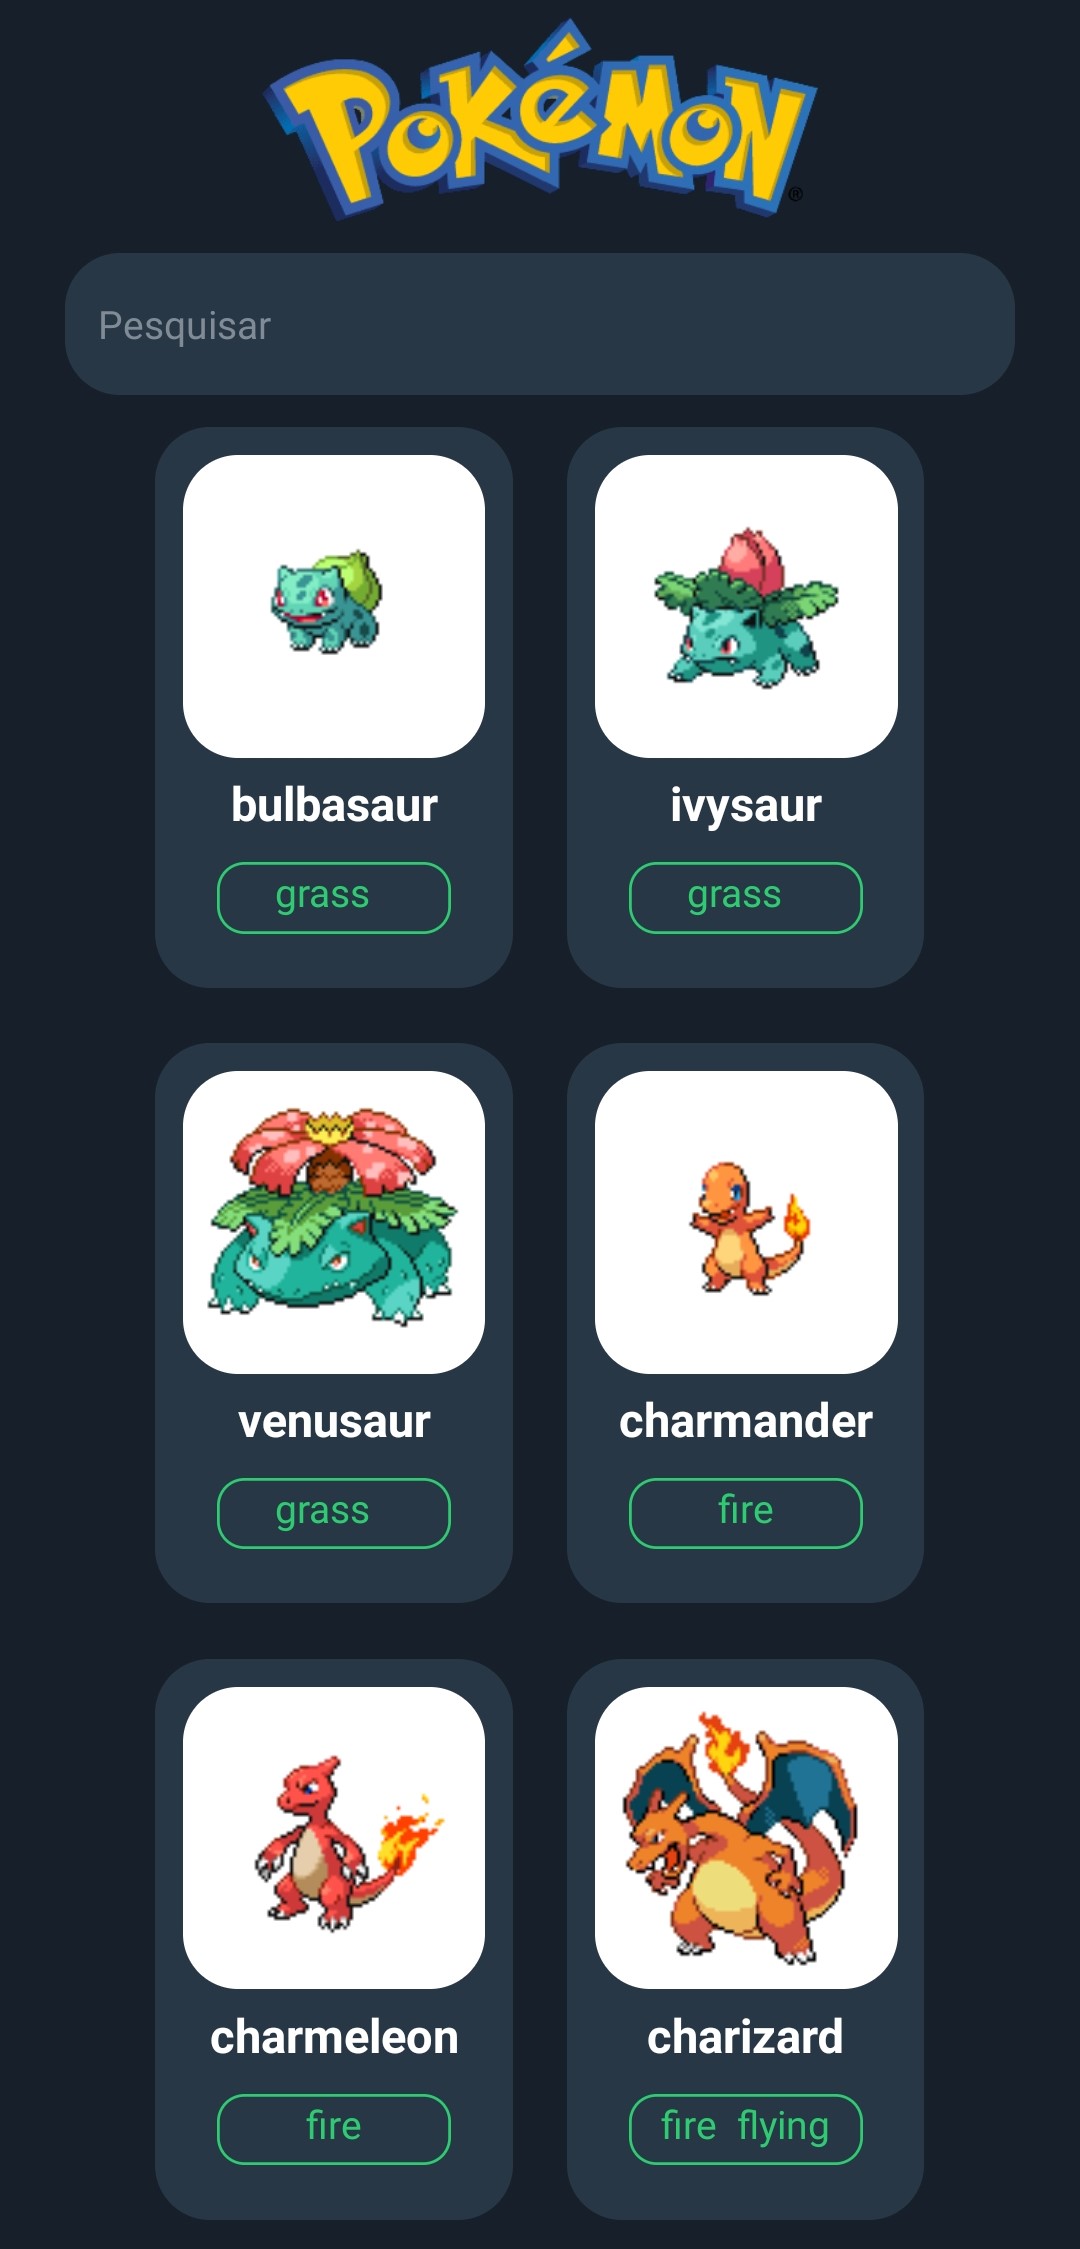 POKéMON ®
Pesquisar
bulbasaur
ivysaur
grass
grass
venusaur
charmander
grass
fire
charmeleon
charizard
fire
fire flying